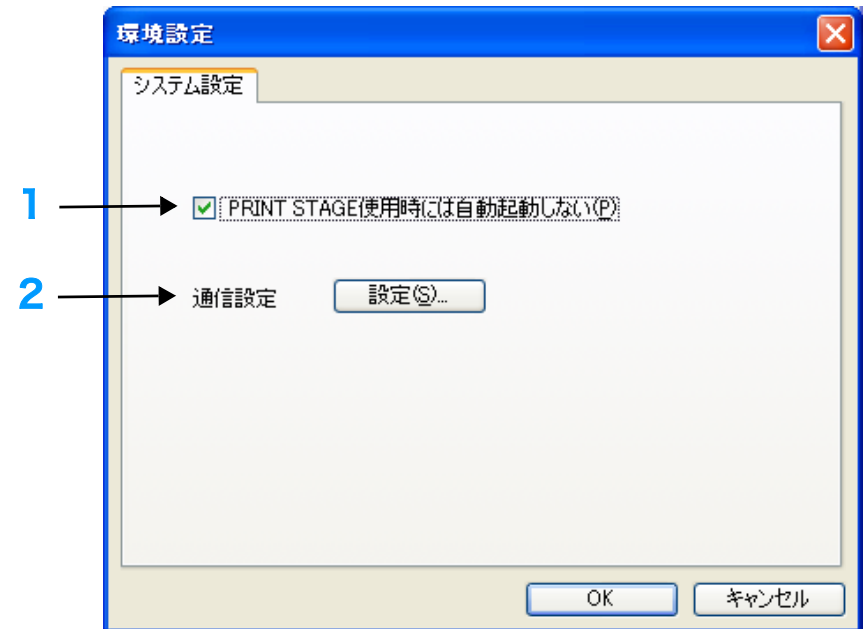 環境設定
システム設定
1
PRINT STAGE使用時には自動起動しない(P)
2
通信設定
設定(S)...
OK
キャンセル